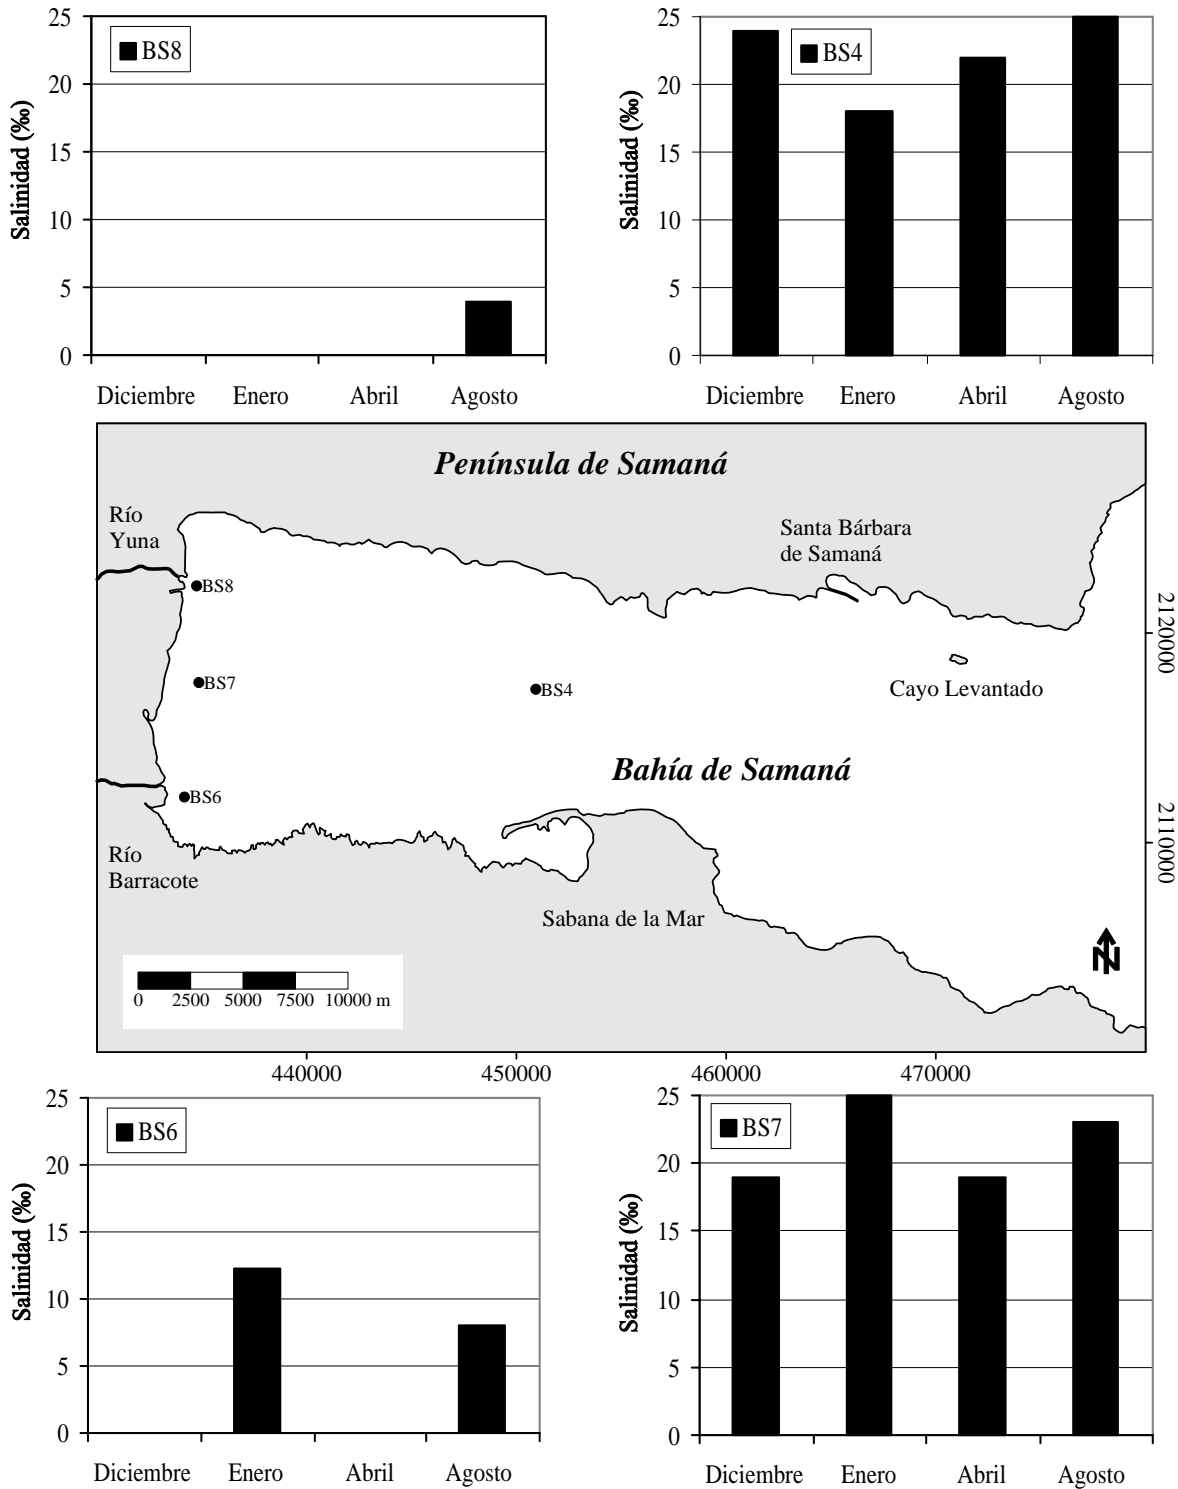 25
20
15
10
5
0
Salinidad (‰)
BS8
Diciembre Enero Abril Agosto
25
20
15
10
5
0
Salinidad (‰)
BS4
Diciembre Enero Abril Agosto
Península de Samaná
Río
Yuna
Santa Bárbara
de Samaná
BS8
BS7
BS4
Cayo Levantado
Bahía de Samaná
BS6
Río
Barracote
Sabana de la Mar
N
0 2500 5000 7500 10000 m
2120000
2110000
440000 450000 460000 470000
25
20
15
10
5
0
Salinidad (‰)
BS6
Diciembre Enero Abril Agosto
25
20
15
10
5
0
Salinidad (‰)
BS7
Diciembre Enero Abril Agosto